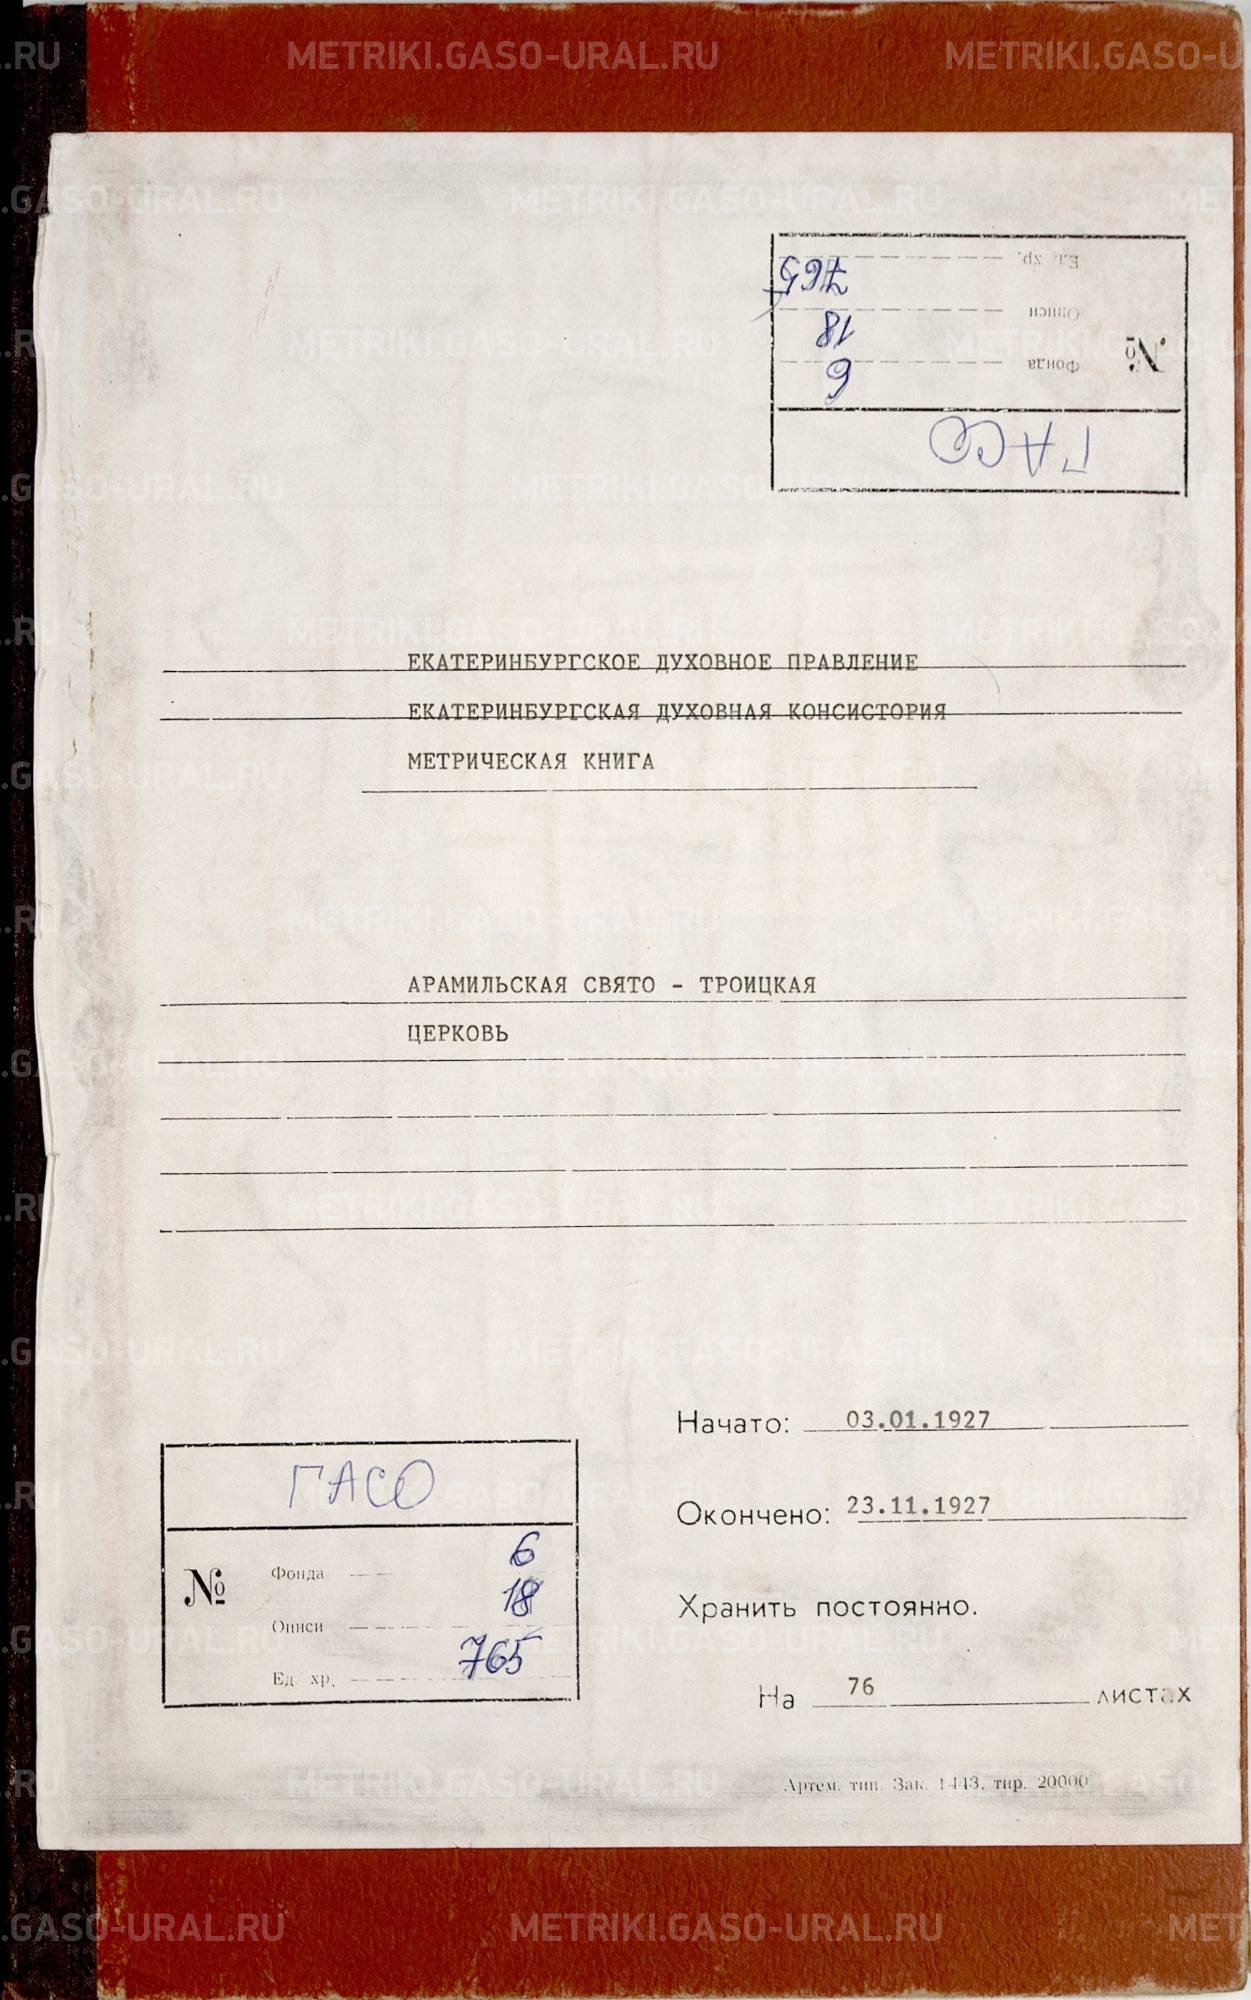 ГАСО
№
Фонда 6
Описи 18
Ед. хр. 765
ЕКАТЕРИНБУРГСКОЕ ДУХОВНОЕ ПРАВЛЕНИЕ
ЕКАТЕРИНБУРГСКАЯ ДУХОВНАЯ КОНСИСТОРИЯ
МЕТРИЧЕСКАЯ КНИГА
АРАМИЛЬСКАЯ СВЯТО - ТРОИЦКАЯ
ЦЕРКОВЬ
Начато: 03.01.1927
Окончено: 23.11.1927
Хранить постоянно.
На 76 листах
ГАСО
№
Фонда 6
Описи 18
Ед. хр. 765
Артем. тип. Зак. 1443. тир. 20000
METRIKI.GASO-URAL.RU